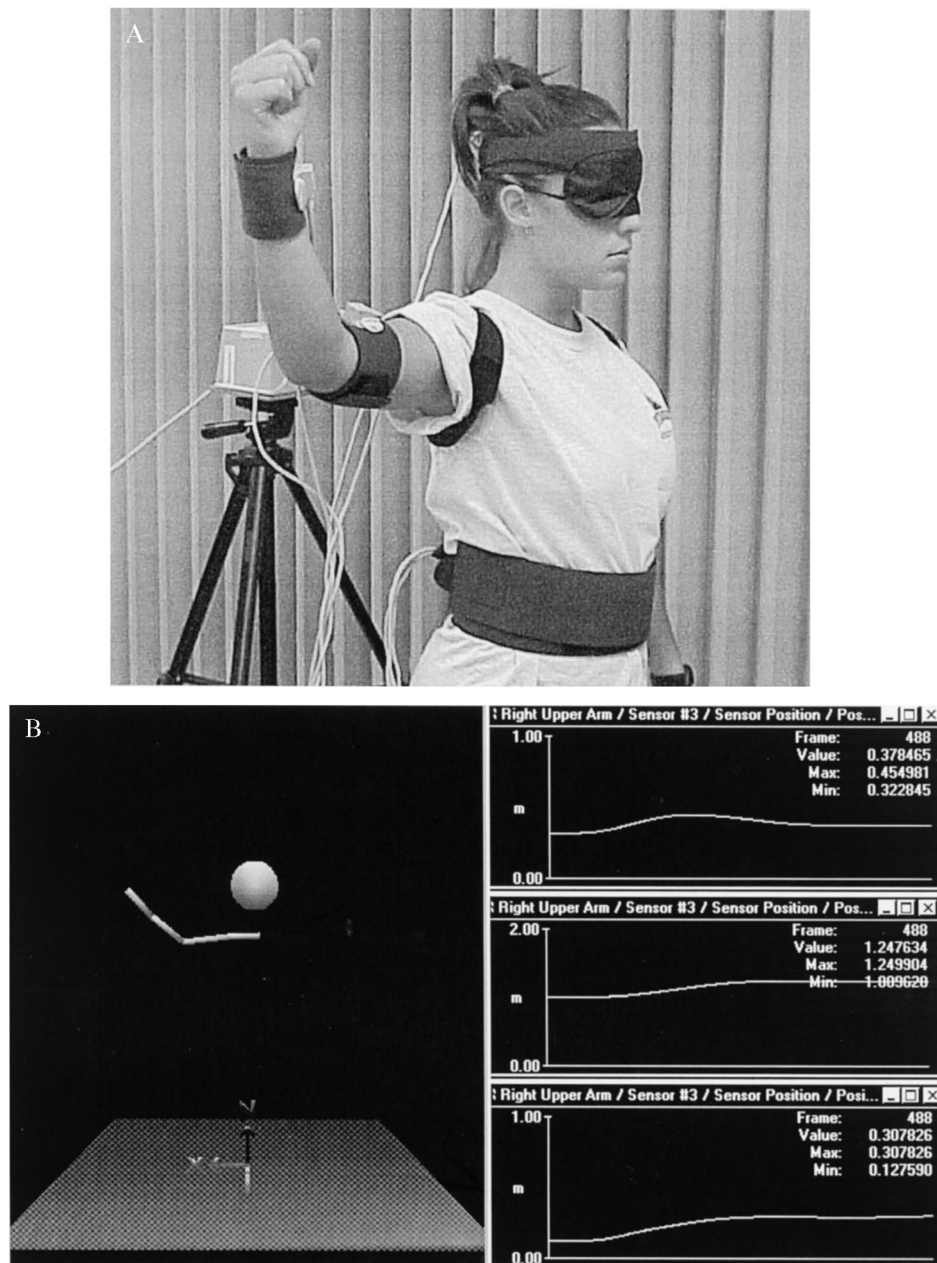 A
B
Right Upper Arm / Sensor #3 / Sensor Position / Pos...
1.00
m
0.00
Frame: 488
Value: 0.378465
Max: 0.454981
Min: 0.322845
Right Upper Arm / Sensor #3 / Sensor Position / Pos...
2.00
m
0.00
Frame: 488
Value: 1.247634
Max: 1.249904
Min: 1.009620
Right Upper Arm / Sensor #3 / Sensor Position / Posi...
1.00
m
0.00
Frame: 488
Value: 0.307826
Max: 0.307826
Min: 0.127590